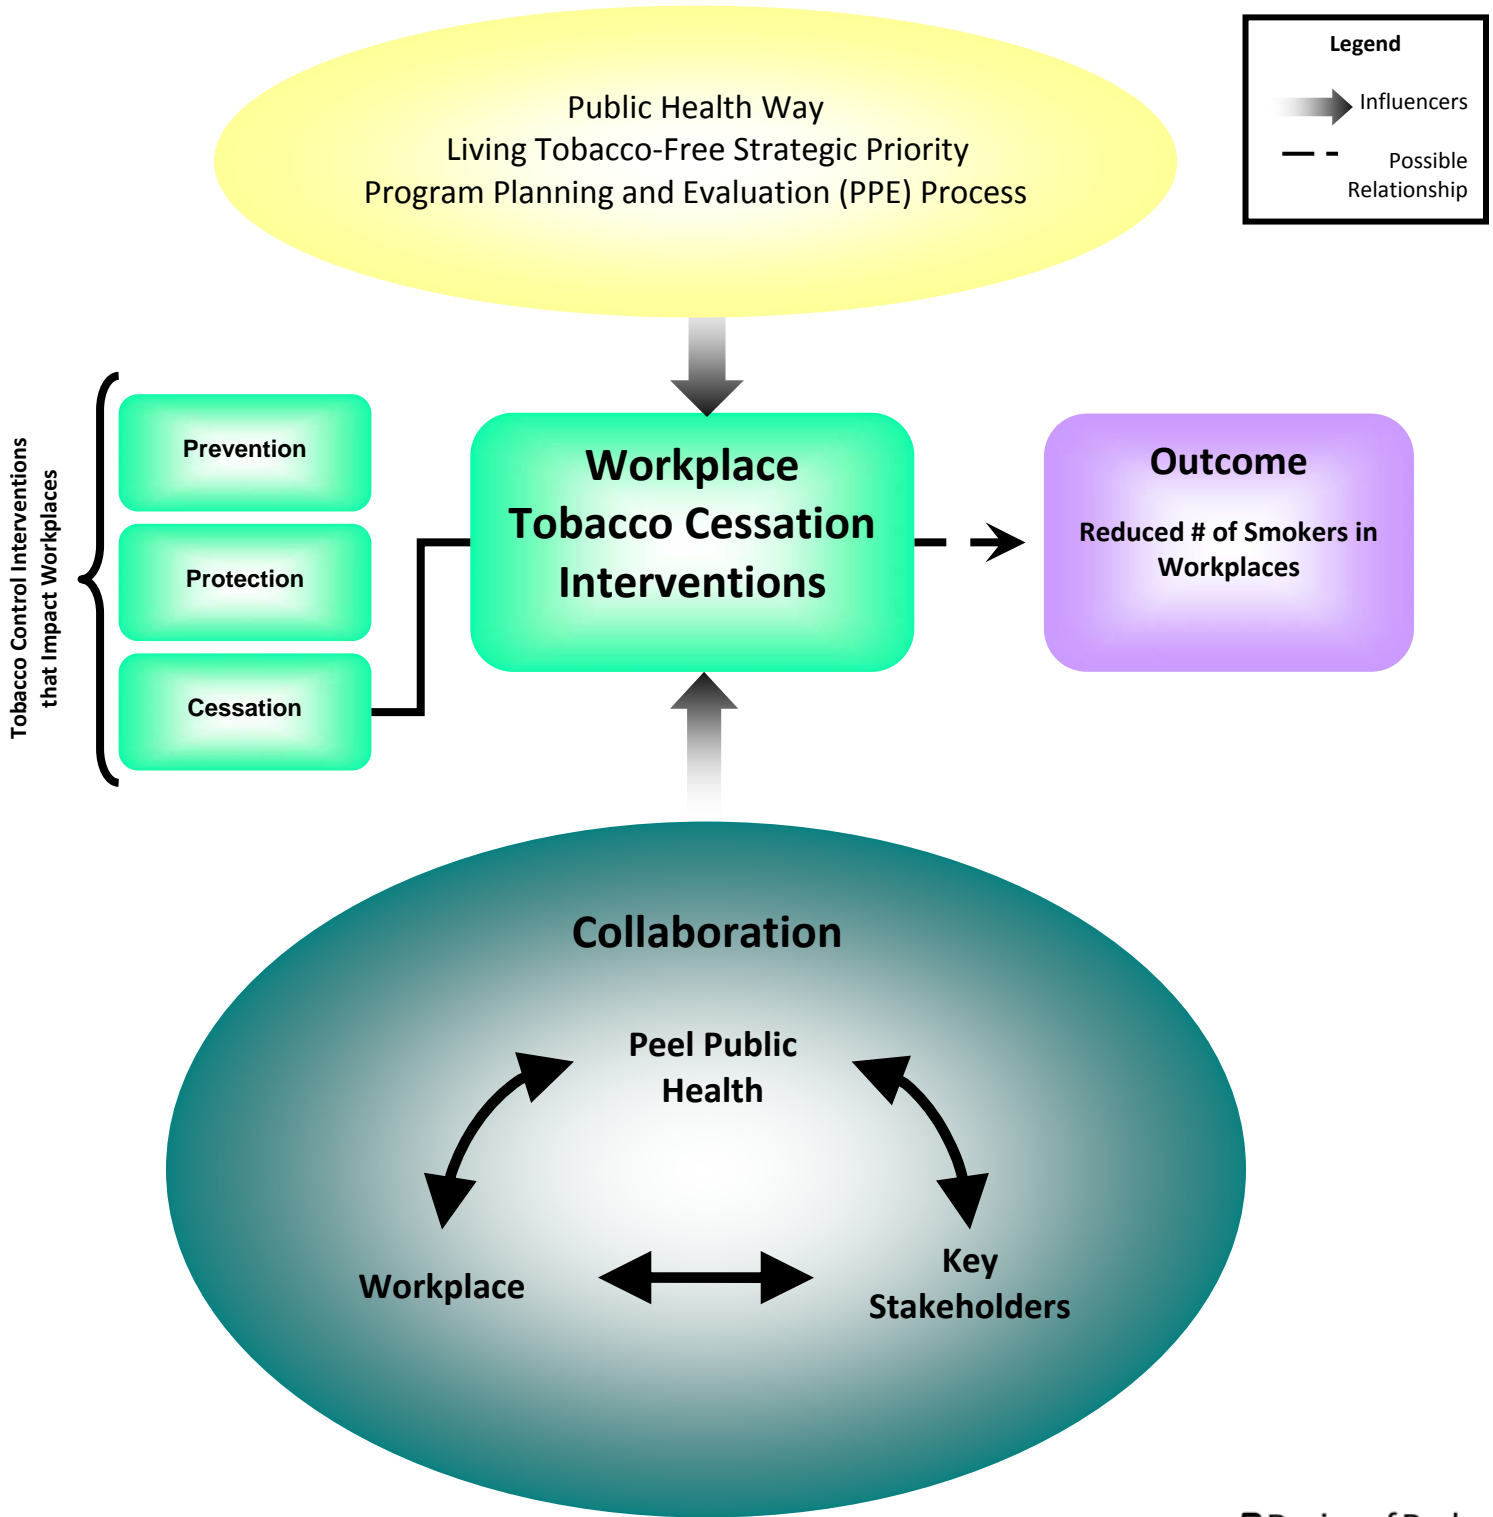 Public Health Way
Living Tobacco-Free Strategic Priority
Program Planning and Evaluation (PPE) Process
Legend
Influencers
Possible
Relationship
Tobacco Control Interventions
that Impact Workplaces
Prevention
Protection
Cessation
Workplace
Tobacco Cessation
Interventions
Outcome
Reduced # of Smokers in
Workplaces
Collaboration
Peel Public
Health
Workplace
Key
Stakeholders